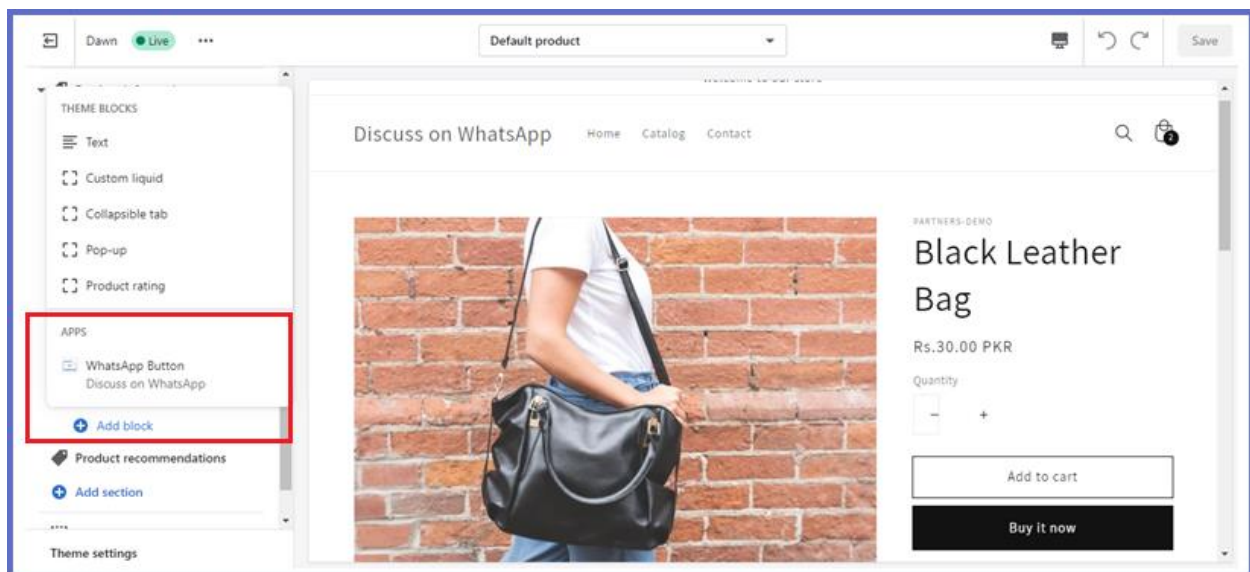 Dawn
Live
Default product
Save
THEME BLOCKS
Text
Custom liquid
Collapsible tab
Pop-up
Product rating
APPS
WhatsApp Button
Discuss on WhatsApp
Add block
Product recommendations
Add section
Theme settings
Discuss on WhatsApp
Home
Catalog
Contact
2
PARTNERS-DEMO
Black Leather
Bag
Rs.30.00 PKR
Quantity
Add to cart
Buy it now